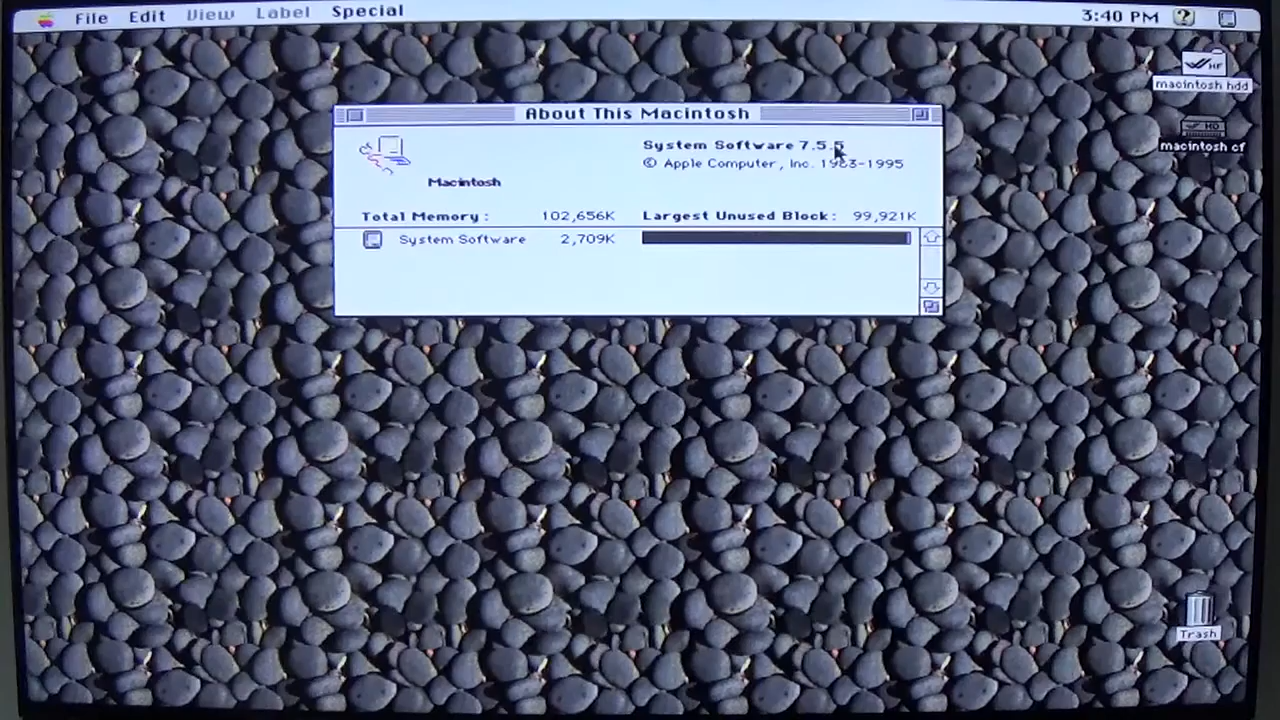 File Edit View Label Special 3:40 PM ?
HF
macintosh hdd
HD
macintosh cf
About This Macintosh
System Software 7.5.5
© Apple Computer, Inc. 1983-1995
Macintosh
Total Memory : 102,656K Largest Unused Block : 99,921K
System Software 2,709K
Trash